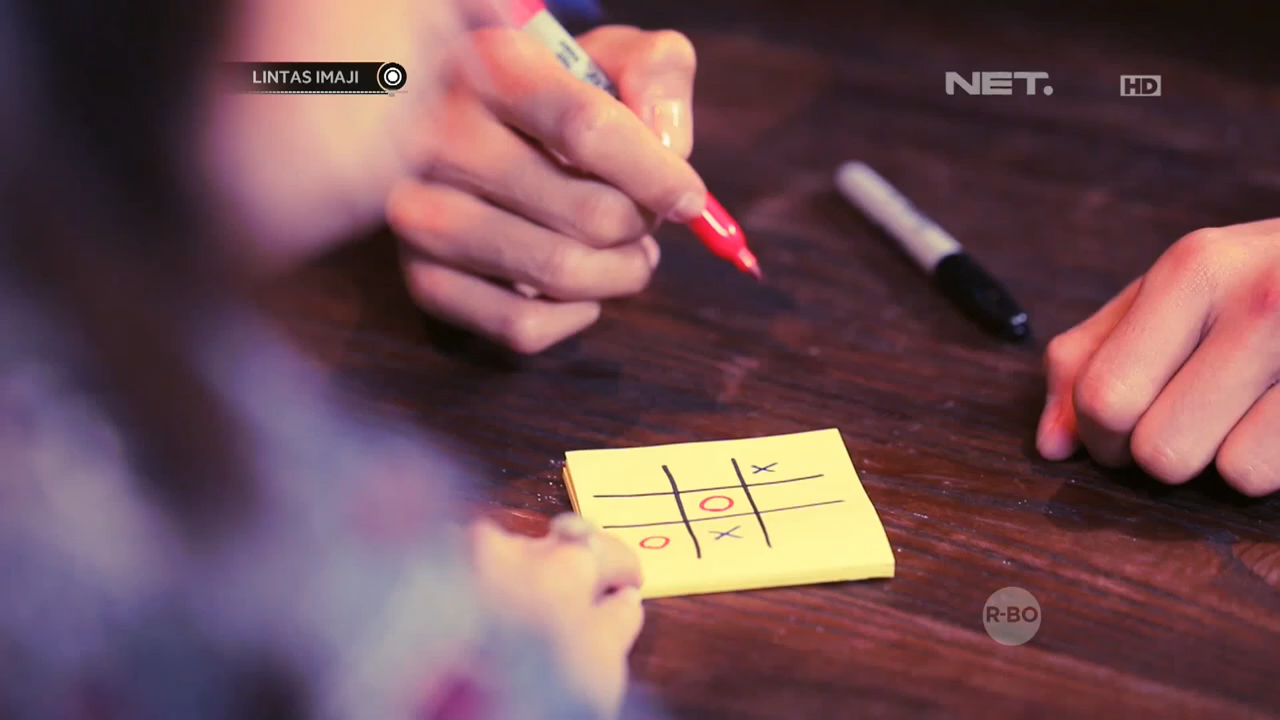 LINTAS IMAJI
NET.
HD
X
O
O X
R-BO